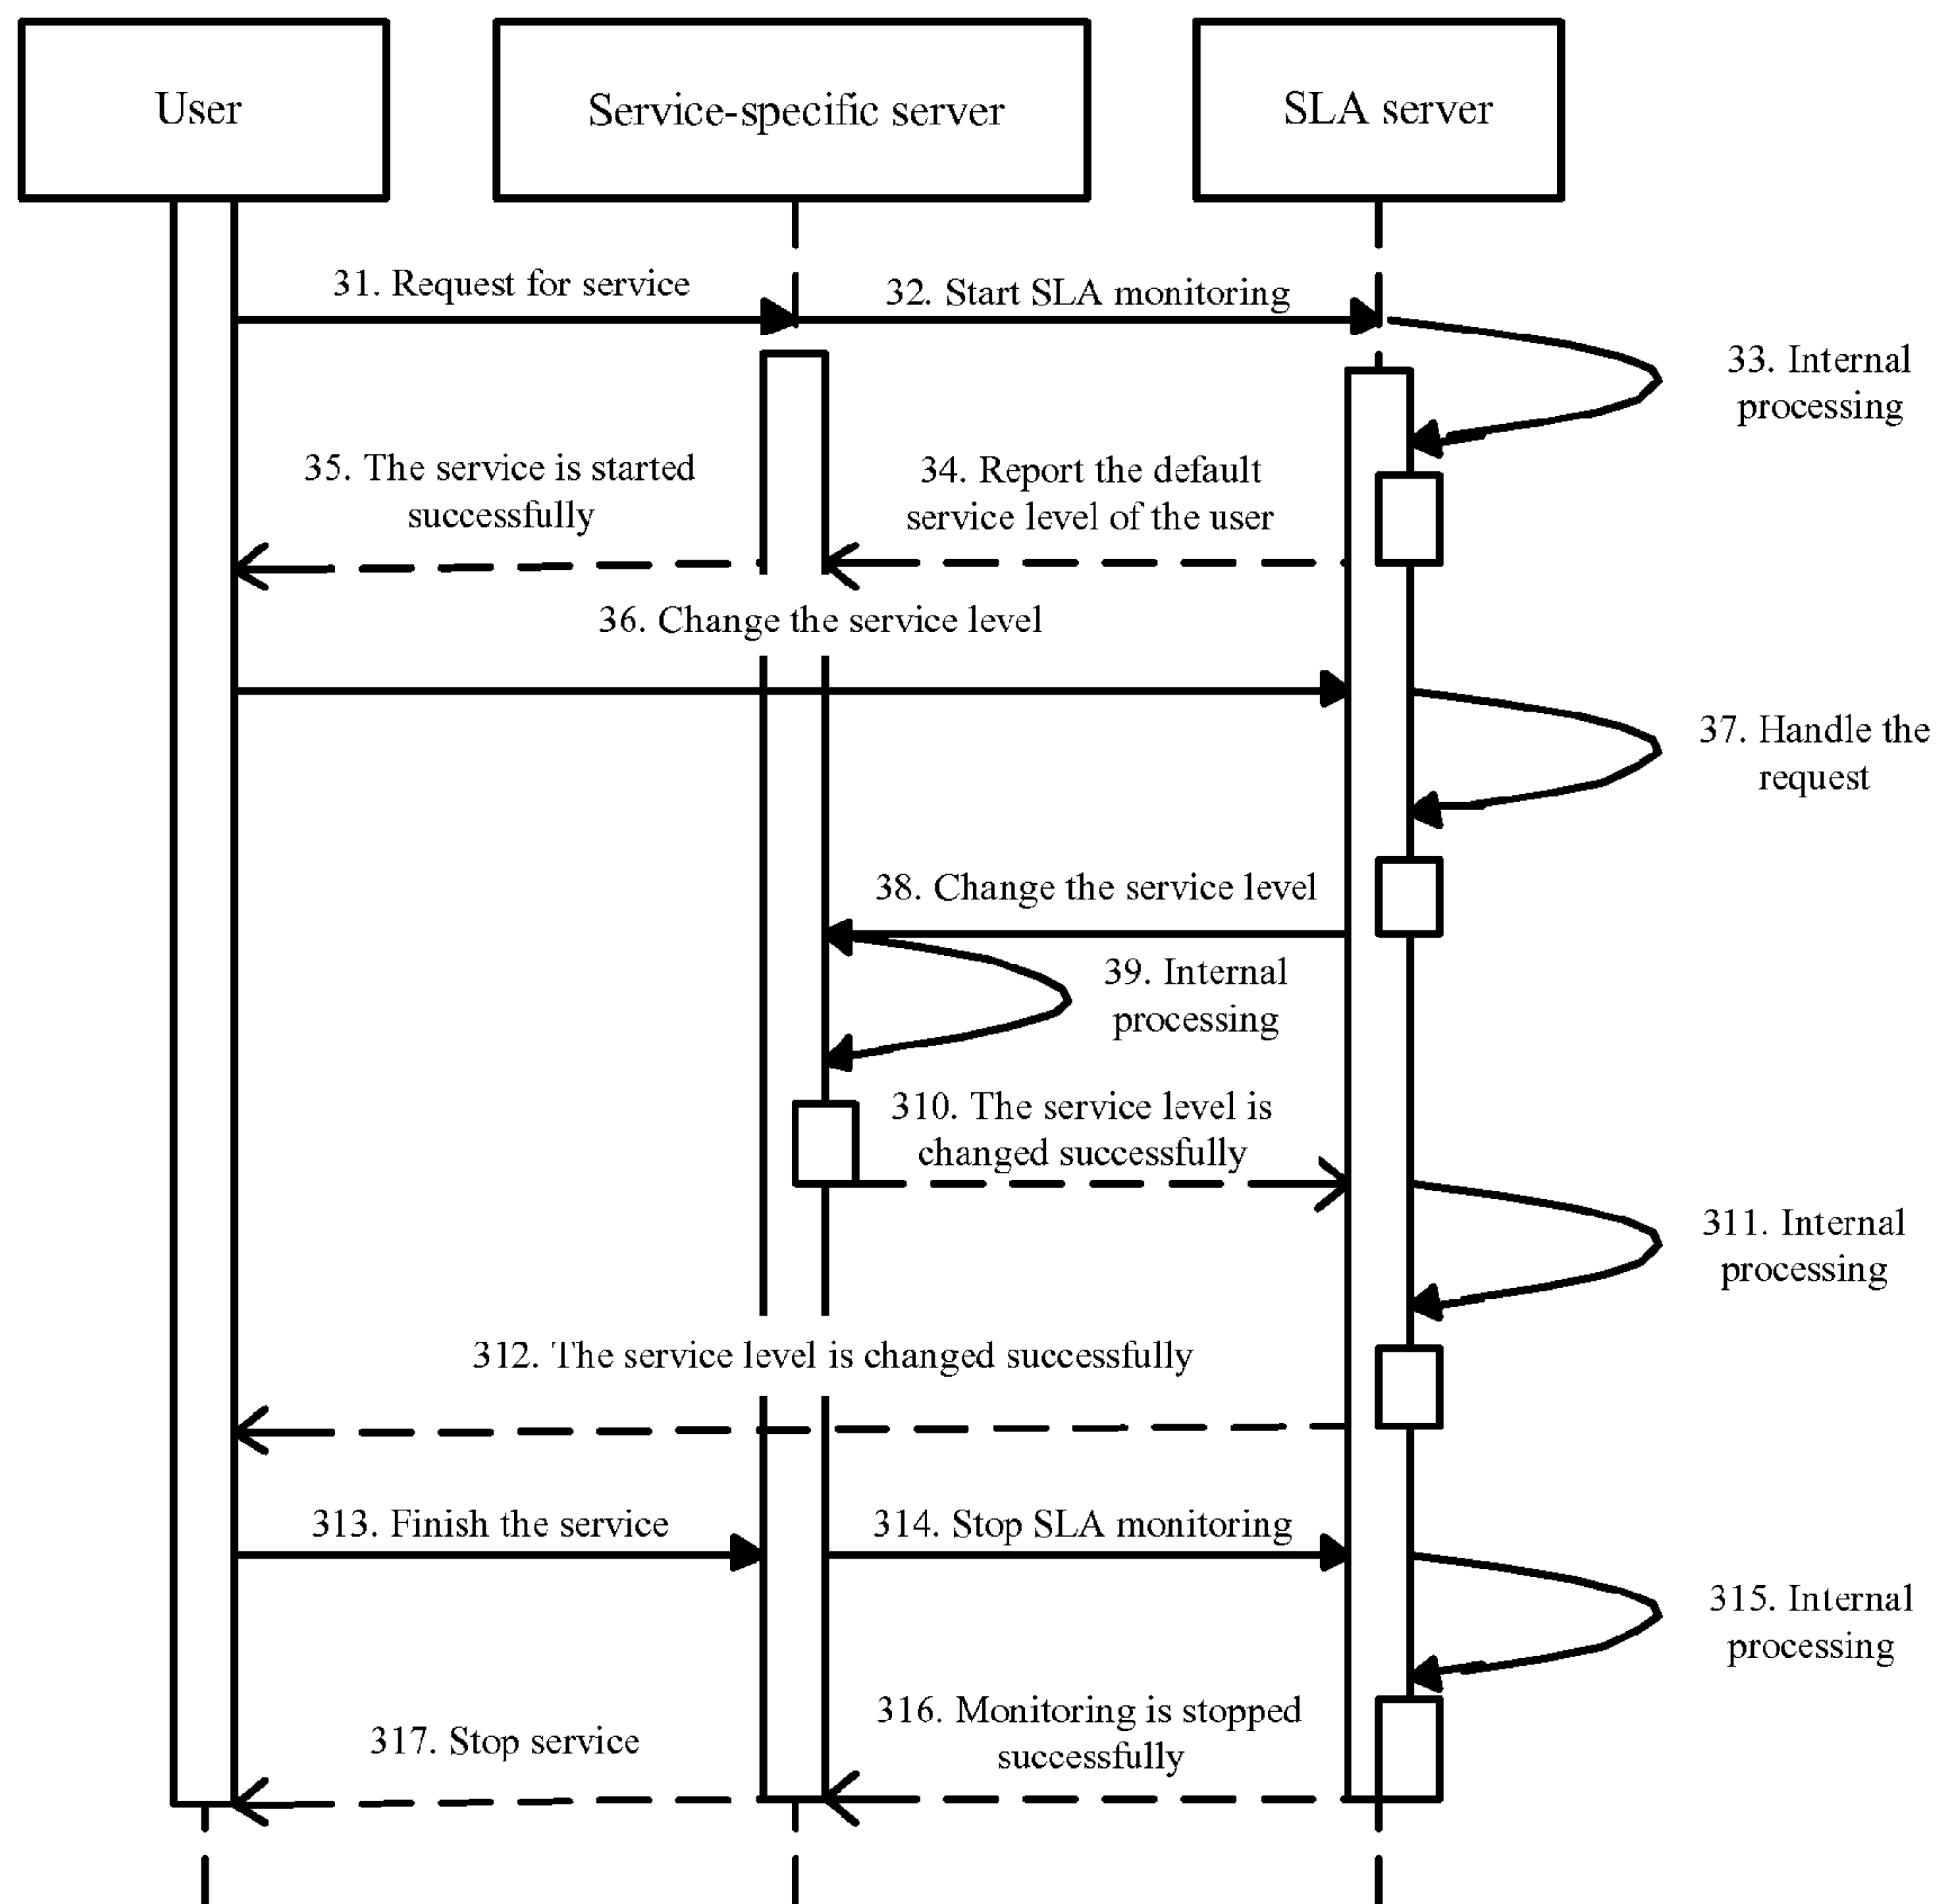 User
Service-specific server
SLA server
31. Request for service
32. Start SLA monitoring
33. Internal
processing
35. The service is started
successfully
34. Report the default
service level of the user
36. Change the service level
37. Handle the
request
38. Change the service level
39. Internal
processing
310. The service level is
changed successfully
311. Internal
processing
312. The service level is changed successfully
313. Finish the service
314. Stop SLA monitoring
315. Internal
processing
316. Monitoring is stopped
successfully
317. Stop service